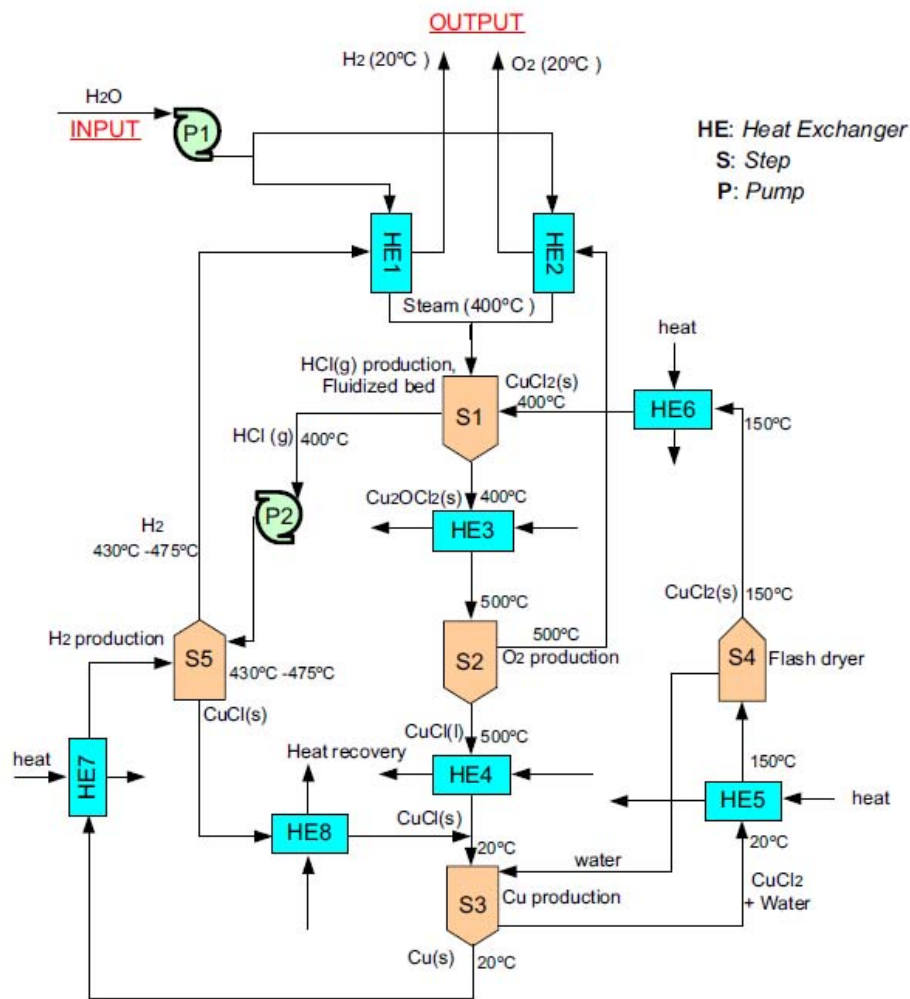 OUTPUT
H2 (20ºC )
O2 (20ºC )
H2O
INPUT
P1
HE: Heat Exchanger
S: Step
P: Pump
HE1
HE2
Steam (400ºC )
heat
HCl(g) production,
Fluidized bed
CuCl2(s)
400ºC
S1
HE6
150ºC
HCl (g)
400ºC
Cu2OCl2(s)
400ºC
P2
HE3
H2
430ºC -475ºC
500ºC
CuCl2(s)
150ºC
H2 production
S5
430ºC -475ºC
S2
500ºC
O2 production
S4
Flash dryer
CuCl(s)
CuCl(l)
500ºC
Heat recovery
150ºC
heat
HE7
HE4
HE5
heat
HE8
CuCl(s)
20ºC
20ºC
water
CuCl2
+ Water
S3
Cu production
Cu(s)
20ºC